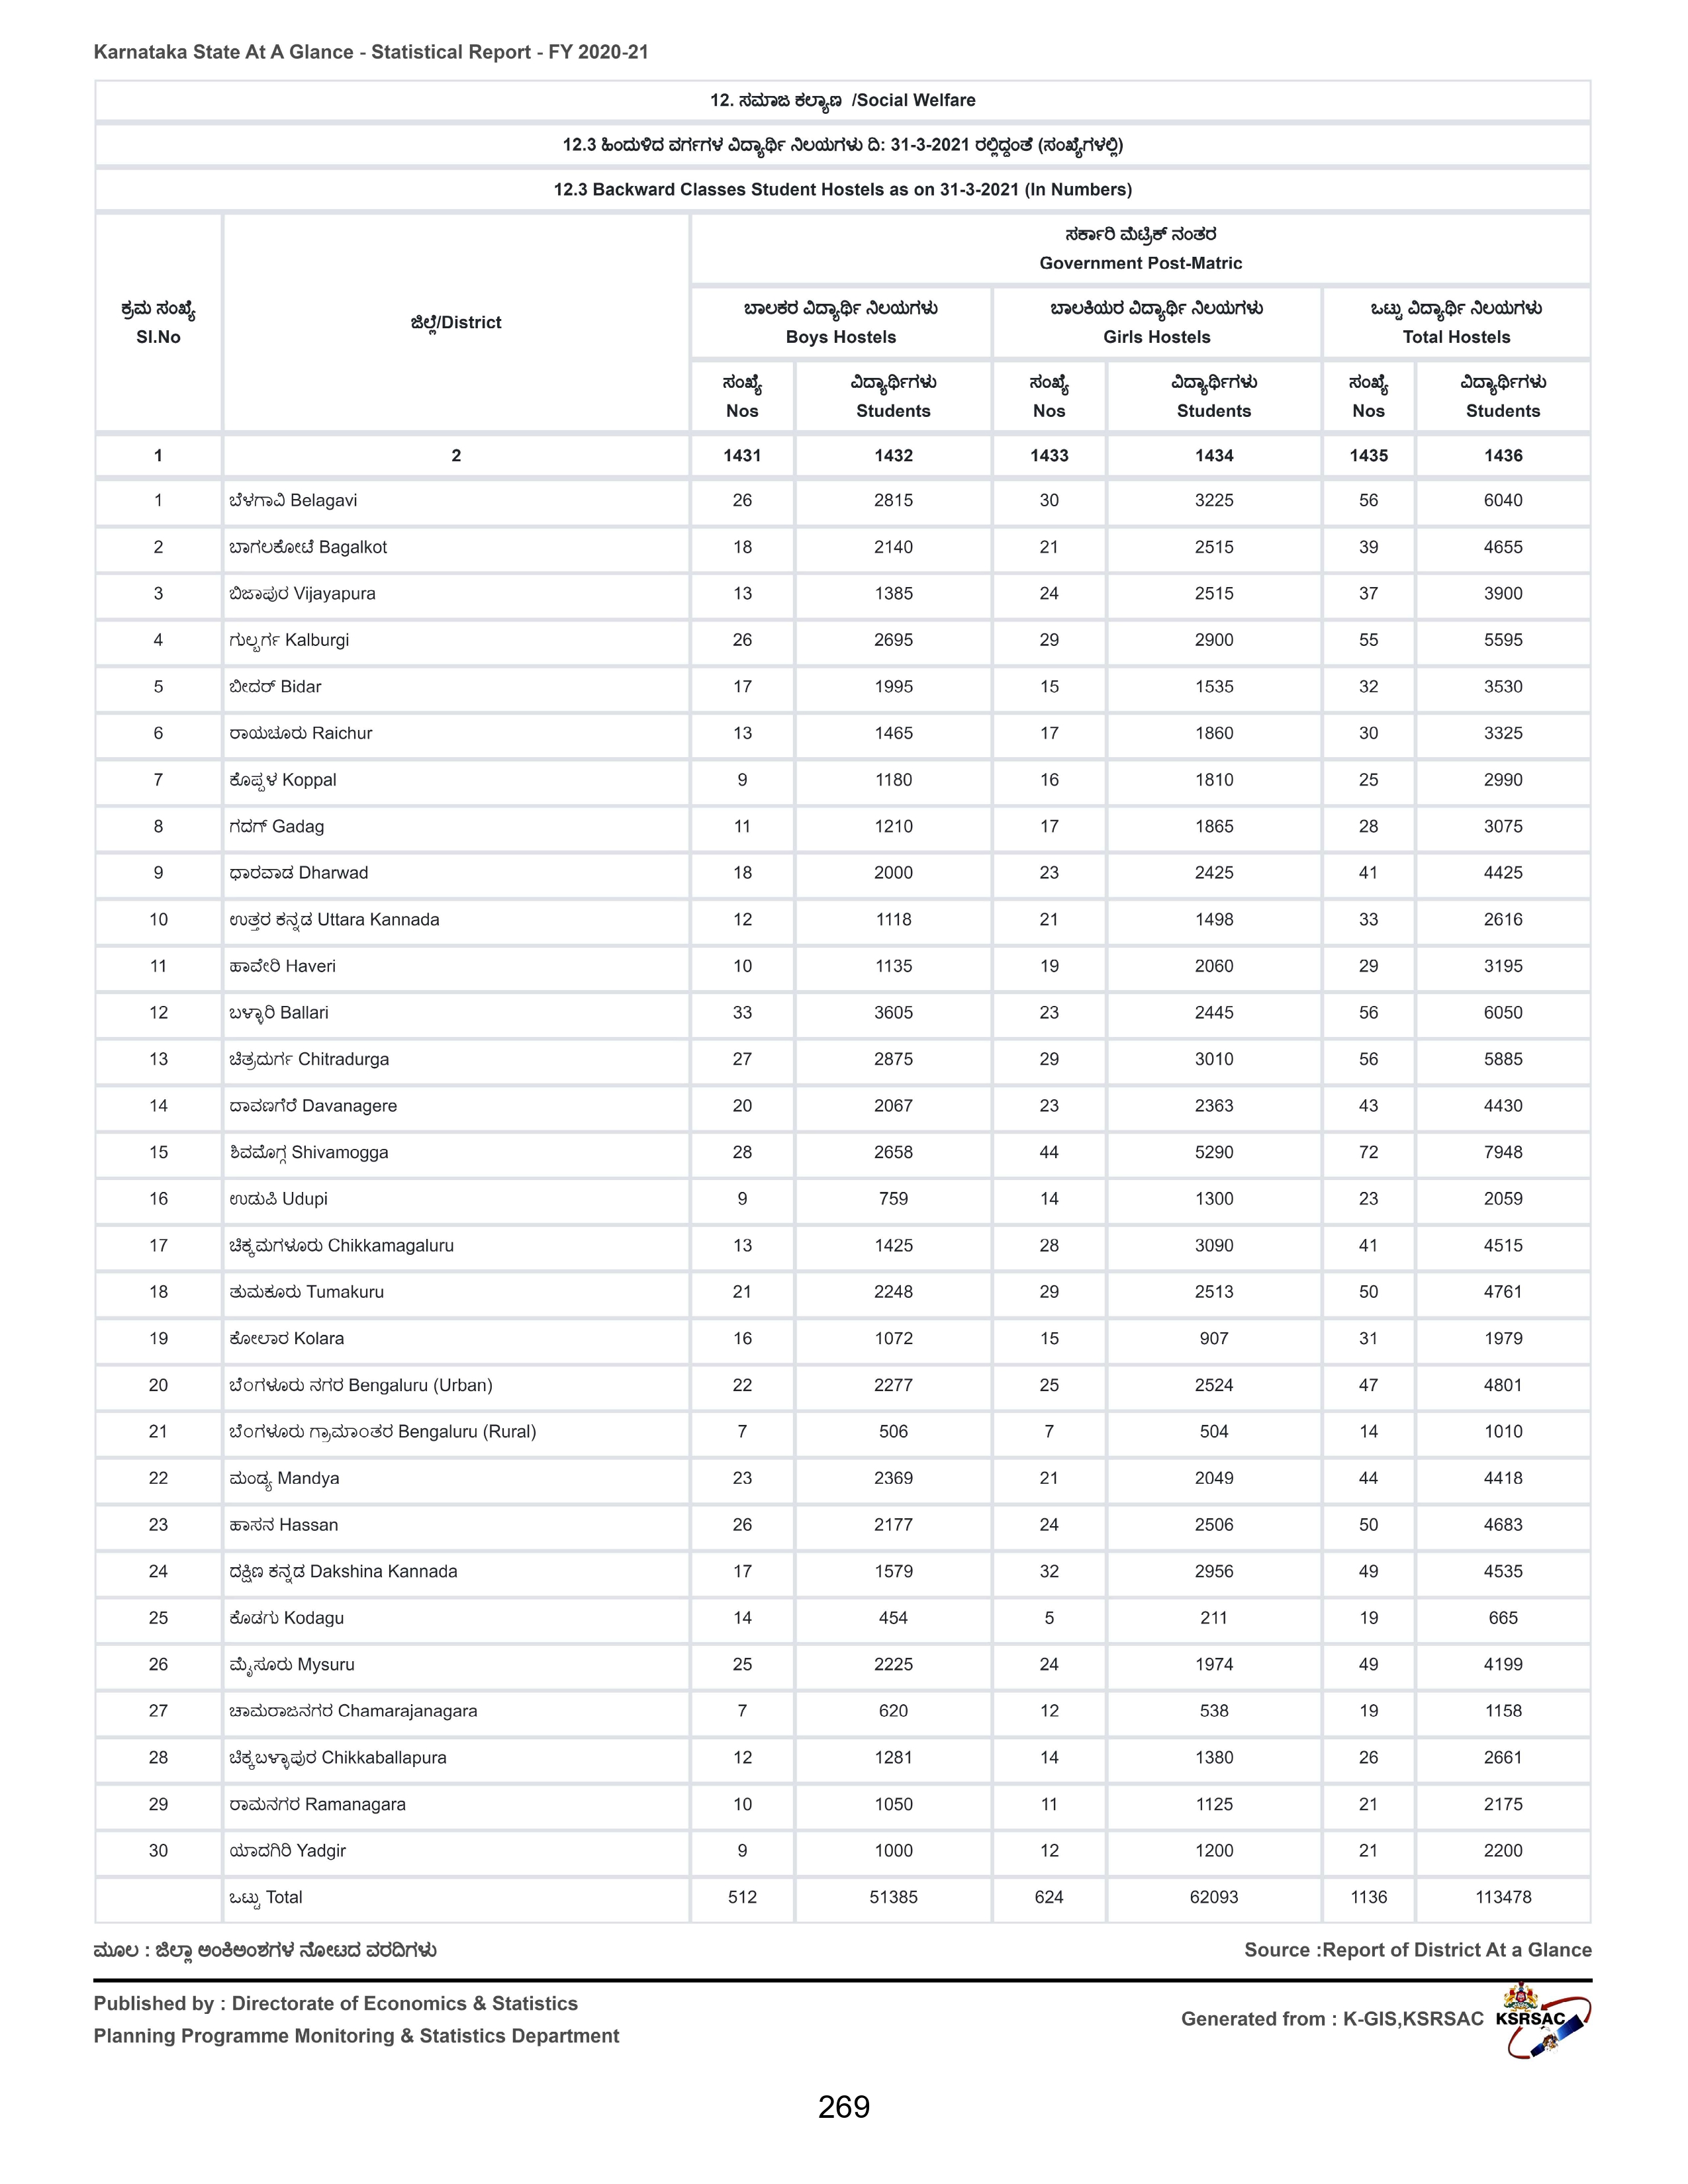 Karnataka State At A Glance - Statistical Report - FY 2020-21
12. ಸಮಾಜ ಕಲ್ಯಾಣ /Social Welfare
12.3 ಹಿಂದುಳಿದ ವರ್ಗಗಳ ವಿದ್ಯಾರ್ಥಿ ನಿಲಯಗಳು ದಿ: 31-3-2021 ರಲ್ಲಿದ್ದಂತೆ (ಸಂಖ್ಯೆಗಳಲ್ಲಿ)
12.3 Backward Classes Student Hostels as on 31-3-2021 (In Numbers)
ಕ್ರಮ ಸಂಖ್ಯೆ
Sl.No
ಜಿಲ್ಲೆ/District
ಸರ್ಕಾರಿ ಮೆಟ್ರಿಕ್ ನಂತರ
Government Post-Matric
ಬಾಲಕರ ವಿದ್ಯಾರ್ಥಿ ನಿಲಯಗಳು ಬಾಲಕಿಯರ ವಿದ್ಯಾರ್ಥಿ ನಿಲಯಗಳು ಒಟ್ಟು ವಿದ್ಯಾರ್ಥಿ ನಿಲಯಗಳು
Boys Hostels Girls Hostels Total Hostels
ಸಂಖ್ಯೆ ವಿದ್ಯಾರ್ಥಿಗಳು ಸಂಖ್ಯೆ ವಿದ್ಯಾರ್ಥಿಗಳು ಸಂಖ್ಯೆ ವಿದ್ಯಾರ್ಥಿಗಳು
Nos Students Nos Students Nos Students
1 2 1431 1432 1433 1434 1435 1436
1 ಬೆಳಗಾವಿ Belagavi 26 2815 30 3225 56 6040
2 ಬಾಗಲಕೋಟೆ Bagalkot 18 2140 21 2515 39 4655
3 ಬಿಜಾಪುರ Vijayapura 13 1385 24 2515 37 3900
4 ಗುಲ್ಬರ್ಗ Kalburgi 26 2695 29 2900 55 5595
5 ಬೀದರ್ Bidar 17 1995 15 1535 32 3530
6 ರಾಯಚೂರು Raichur 13 1465 17 1860 30 3325
7 ಕೊಪ್ಪಳ Koppal 9 1180 16 1810 25 2990
8 ಗದಗ್ Gadag 11 1210 17 1865 28 3075
9 ಧಾರವಾಡ Dharwad 18 2000 23 2425 41 4425
10 ಉತ್ತರ ಕನ್ನಡ Uttara Kannada 12 1118 21 1498 33 2616
11 ಹಾವೇರಿ Haveri 10 1135 19 2060 29 3195
12 ಬಳ್ಳಾರಿ Ballari 33 3605 23 2445 56 6050
13 ಚಿತ್ರದುರ್ಗ Chitradurga 27 2875 29 3010 56 5885
14 ದಾವಣಗೆರೆ Davanagere 20 2067 23 2363 43 4430
15 ಶಿವಮೊಗ್ಗ Shivamogga 28 2658 44 5290 72 7948
16 ಉಡುಪಿ Udupi 9 759 14 1300 23 2059
17 ಚಿಕ್ಕಮಗಳೂರು Chikkamagaluru 13 1425 28 3090 41 4515
18 ತುಮಕೂರು Tumakuru 21 2248 29 2513 50 4761
19 ಕೋಲಾರ Kolara 16 1072 15 907 31 1979
20 ಬೆಂಗಳೂರು ನಗರ Bengaluru (Urban) 22 2277 25 2524 47 4801
21 ಬೆಂಗಳೂರು ಗ್ರಾಮಾಂತರ Bengaluru (Rural) 7 506 7 504 14 1010
22 ಮಂಡ್ಯ Mandya 23 2369 21 2049 44 4418
23 ಹಾಸನ Hassan 26 2177 24 2506 50 4683
24 ದಕ್ಷಿಣ ಕನ್ನಡ Dakshina Kannada 17 1579 32 2956 49 4535
25 ಕೊಡಗು Kodagu 14 454 5 211 19 665
26 ಮೈಸೂರು Mysuru 25 2225 24 1974 49 4199
27 ಚಾಮರಾಜನಗರ Chamarajanagara 7 620 12 538 19 1158
28 ಚಿಕ್ಕಬಳ್ಳಾಪುರ Chikkaballapura 12 1281 14 1380 26 2661
29 ರಾಮನಗರ Ramanagara 10 1050 11 1125 21 2175
30 ಯಾದಗಿರಿ Yadgir 9 1000 12 1200 21 2200
ಒಟ್ಟು Total 512 51385 624 62093 1136 113478
ಮೂಲ : ಜಿಲ್ಲಾ ಅಂಕಿಅಂಶಗಳ ನೋಟದ ವರದಿಗಳು Source :Report of District At a Glance
Published by : Directorate of Economics & Statistics
Planning Programme Monitoring & Statistics Department
Generated from : K-GIS,KSRSAC KSRSAC
269